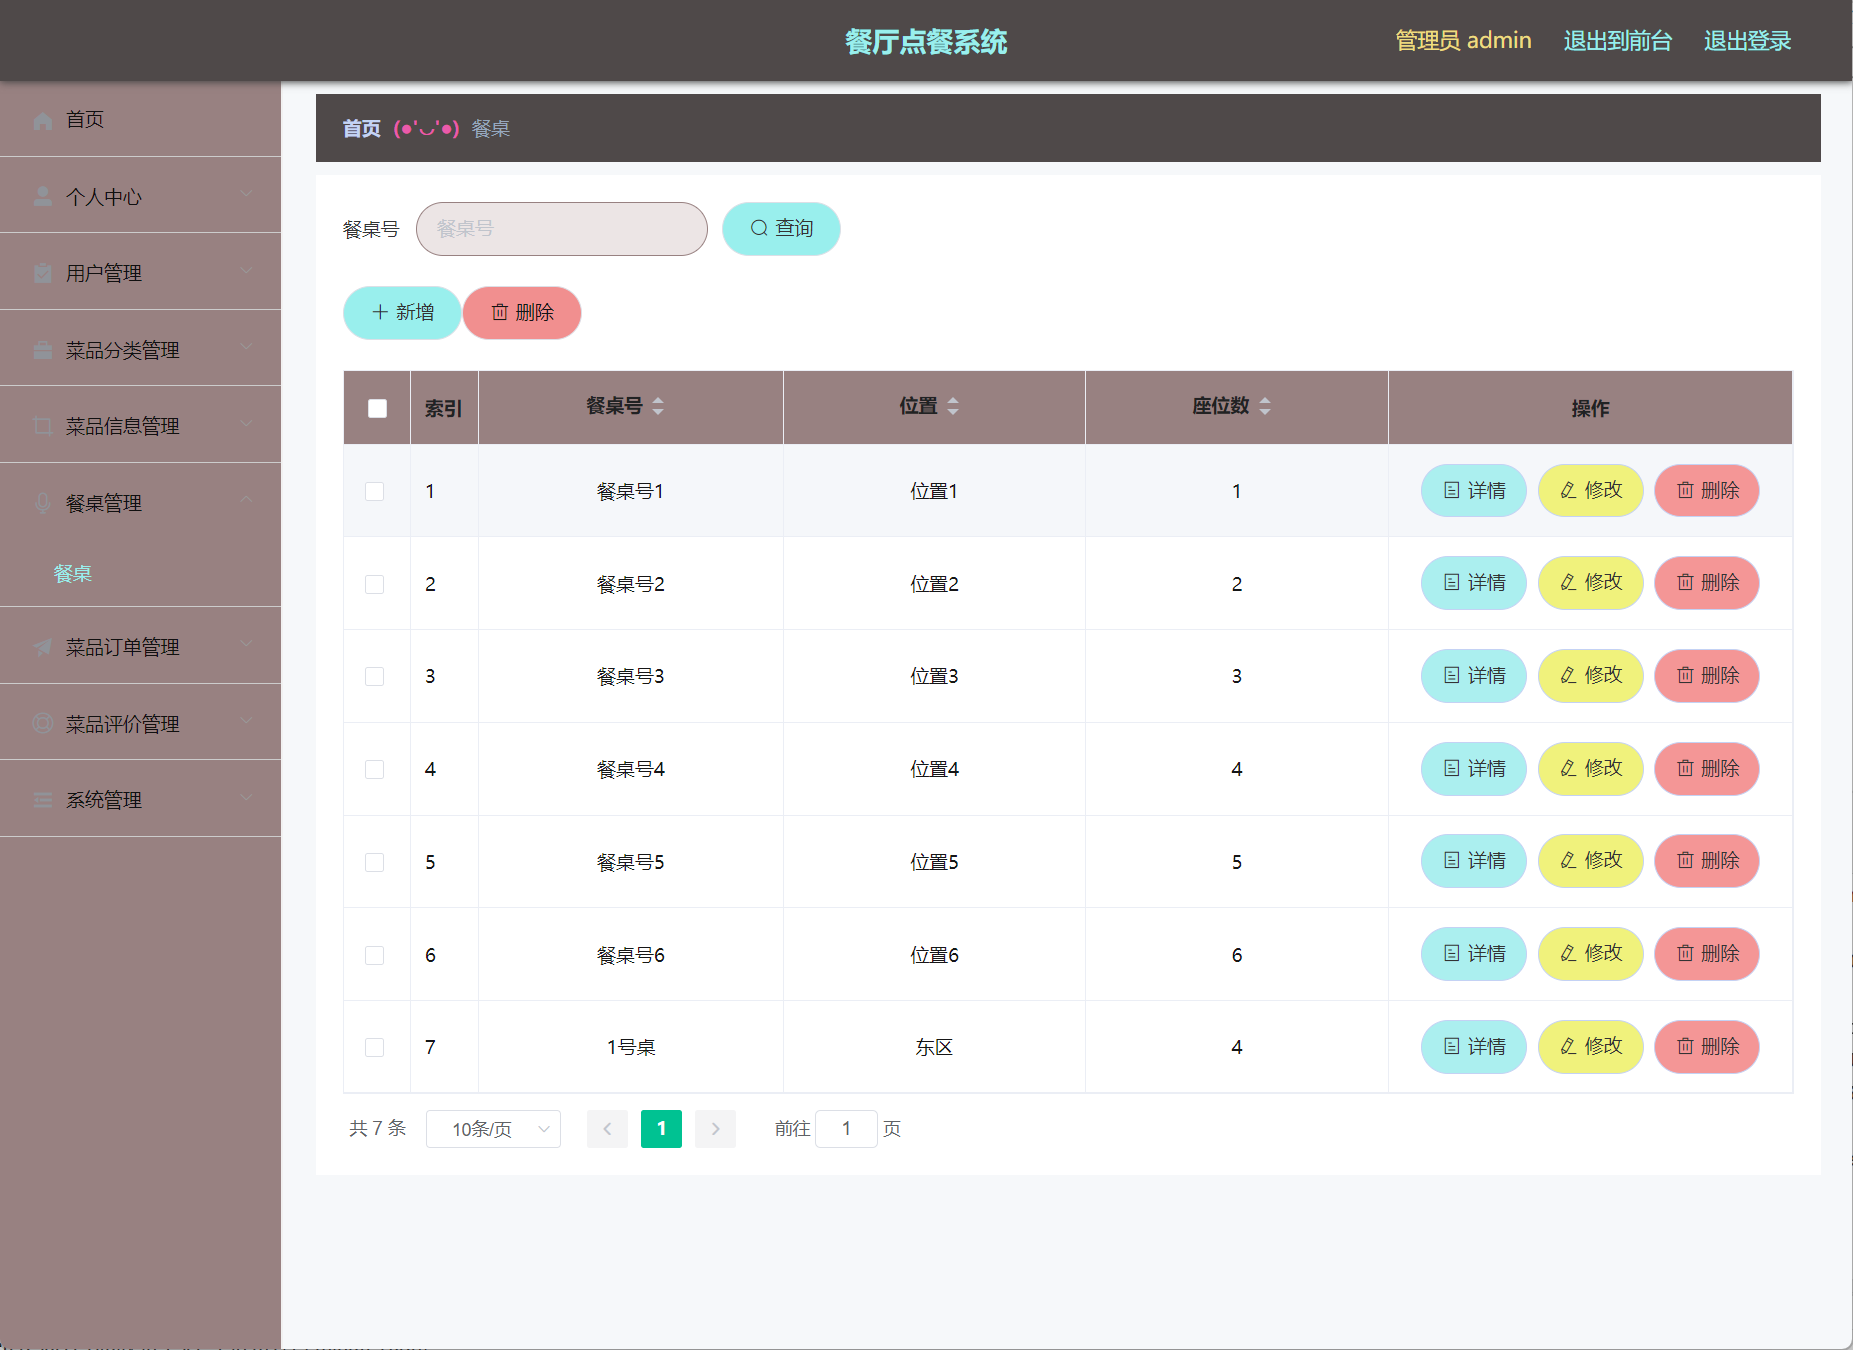 餐厅点餐系统
管理员 admin 退出到前台 退出登录
首页
个人中心
用户管理
菜品分类管理
菜品信息管理
餐桌管理
餐桌
菜品订单管理
菜品评价管理
系统管理
首页 (●'◡'●) 餐桌
餐桌号 餐桌号 查询
新增 删除
索引 餐桌号 位置 座位数 操作
1 餐桌号1 位置1 1 详情 修改 删除
2 餐桌号2 位置2 2 详情 修改 删除
3 餐桌号3 位置3 3 详情 修改 删除
4 餐桌号4 位置4 4 详情 修改 删除
5 餐桌号5 位置5 5 详情 修改 删除
6 餐桌号6 位置6 6 详情 修改 删除
7 1号桌 东区 4 详情 修改 删除
共 7 条 10条/页 1 前往 1 页